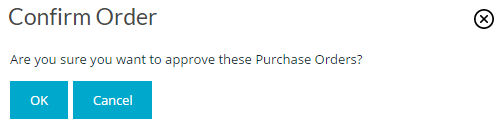 Confirm Order
Are you sure you want to approve these Purchase Orders?
OK Cancel